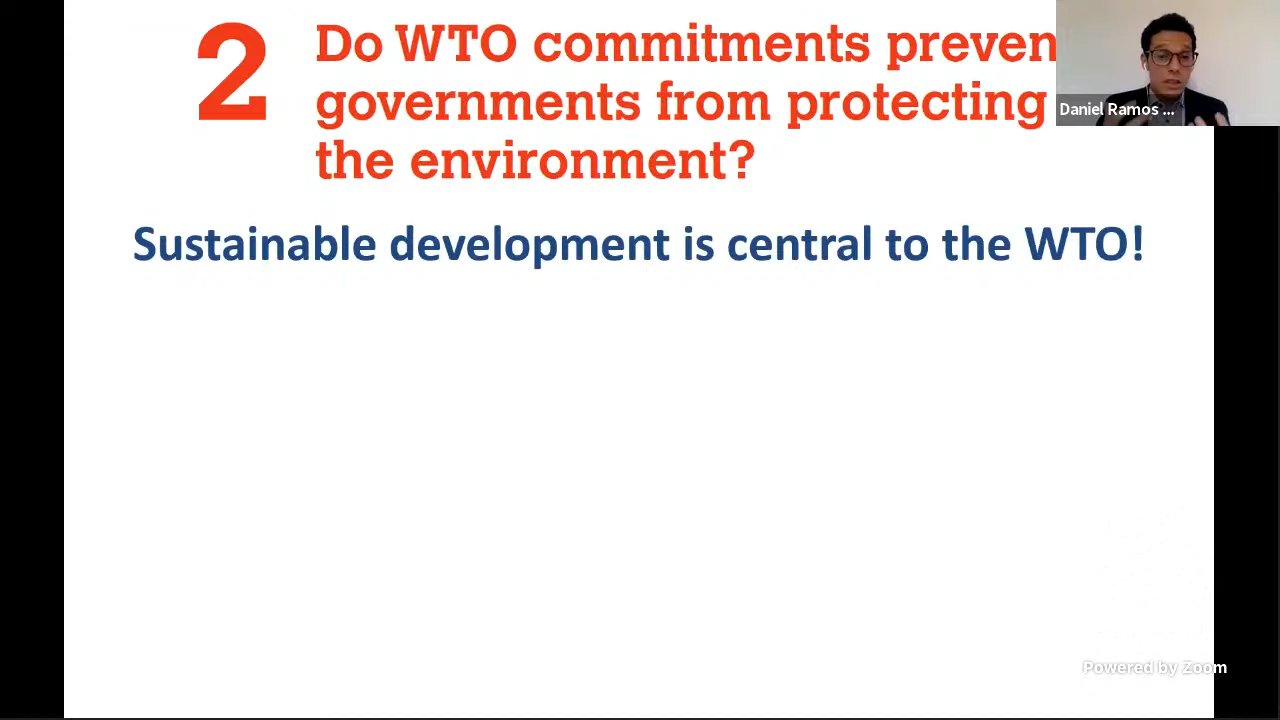 2
Do WTO commitments preven
governments from protecting
the environment?
Daniel Ramos ...
Sustainable development is central to the WTO!
Powered by Zoom